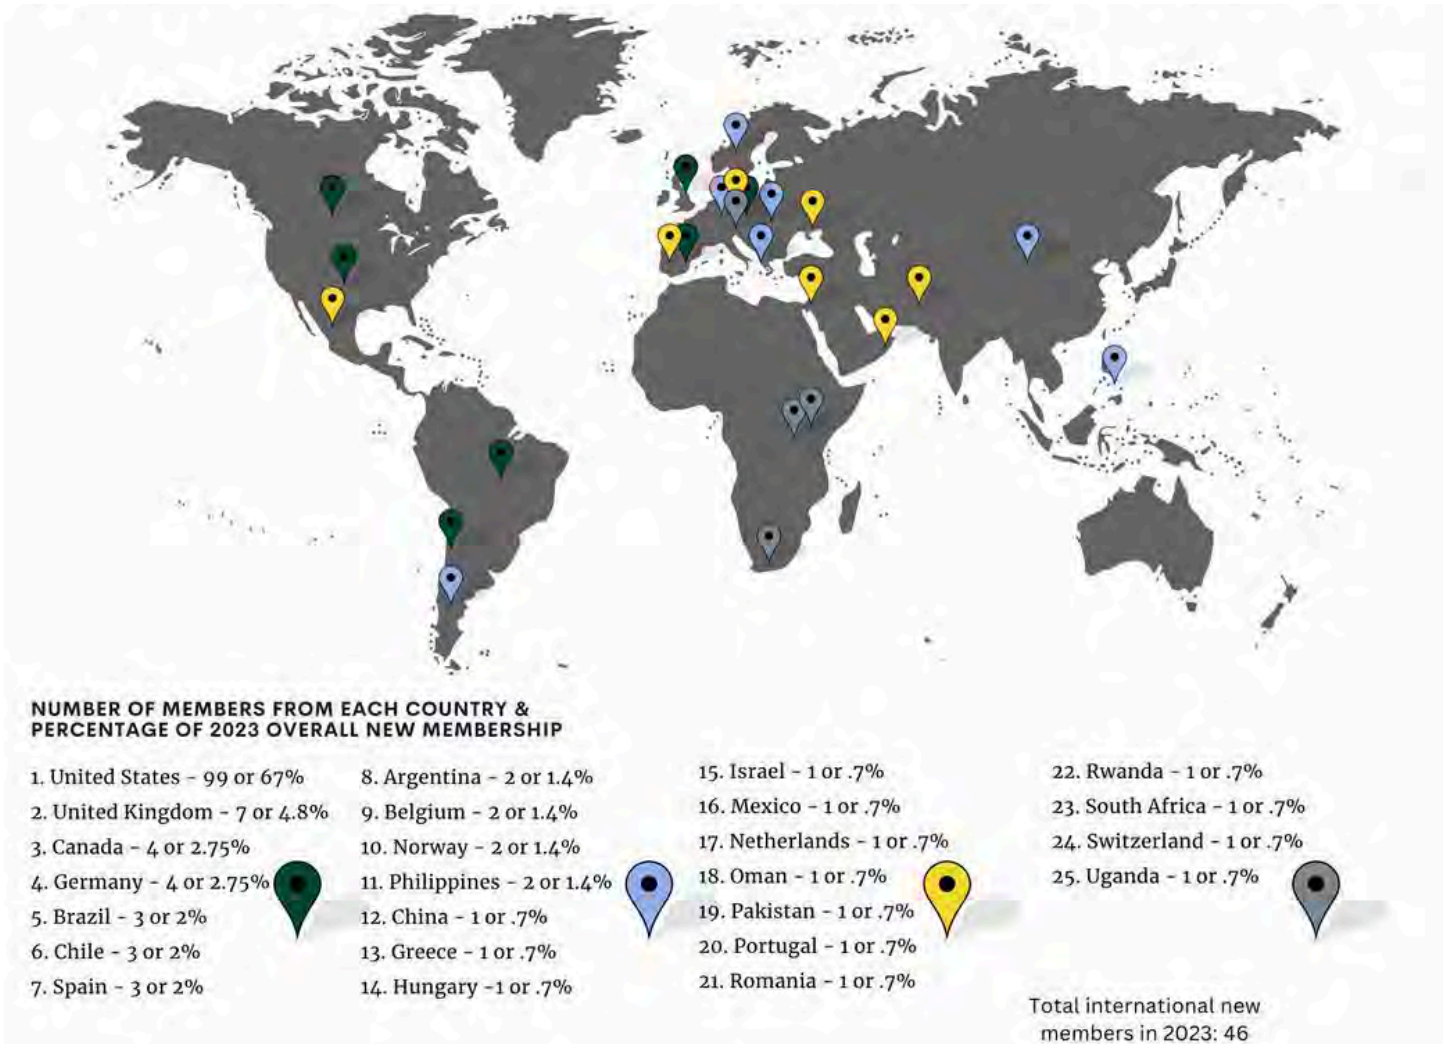 NUMBER OF MEMBERS FROM EACH COUNTRY &
PERCENTAGE OF 2023 OVERALL NEW MEMBERSHIP
1. United States - 99 or 67%
2. United Kingdom - 7 or 4.8%
3. Canada - 4 or 2.75%
4. Germany - 4 or 2.75%
5. Brazil - 3 or 2%
6. Chile - 3 or 2%
7. Spain - 3 or 2%
8. Argentina - 2 or 1.4%
9. Belgium - 2 or 1.4%
10. Norway - 2 or 1.4%
11. Philippines - 2 or 1.4%
12. China - 1 or .7%
13. Greece - 1 or .7%
14. Hungary -1 or .7%
15. Israel - 1 or .7%
16. Mexico - 1 or .7%
17. Netherlands - 1 or .7%
18. Oman - 1 or .7%
19. Pakistan - 1 or .7%
20. Portugal - 1 or .7%
21. Romania - 1 or .7%
22. Rwanda - 1 or .7%
23. South Africa - 1 or .7%
24. Switzerland - 1 or .7%
25. Uganda - 1 or .7%
Total international new
members in 2023: 46